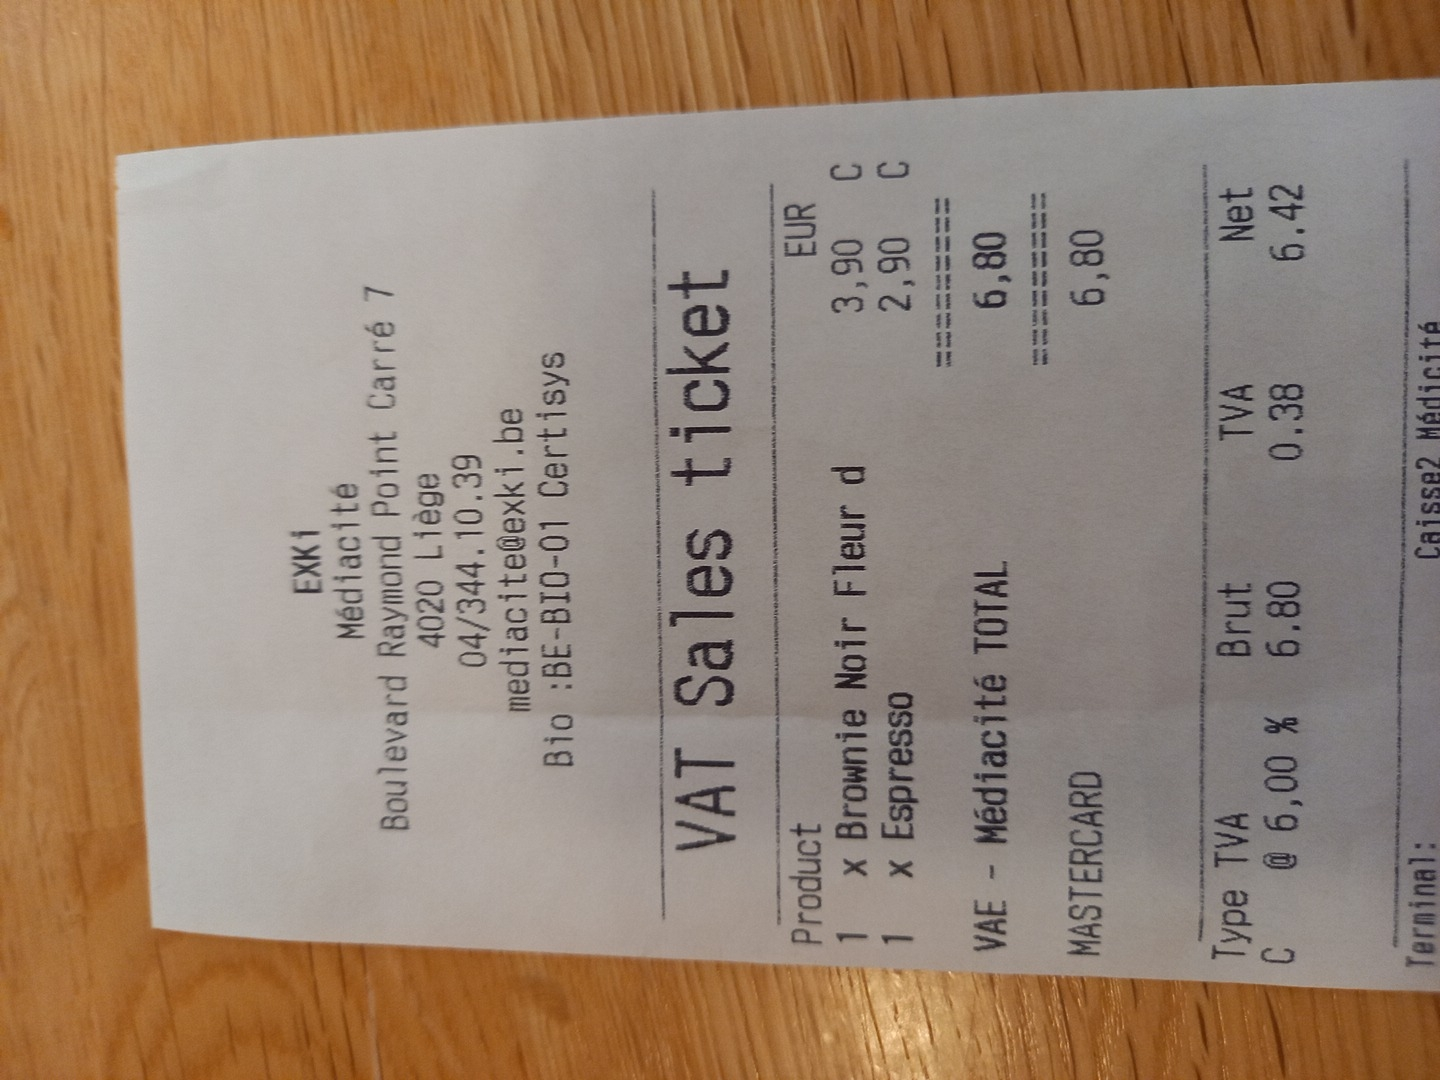 EXKi
Médiacité
Boulevard Raymond Point Carré 7
4020 Liège
04/344.10.39
mediacite@exki.be
Bio :BE-BIO-01 Certisys
VAT Sales ticket
Product EUR
1 x Brownie Noir Fleur d 3,90 C
1 x Espresso 2,90 C
========
VAE - Médiacité TOTAL 6,80
========
MASTERCARD 6,80
Type TVA Brut TVA Net
C @ 6,00 % 6.80 0.38 6.42
Terminal: Caisse2 Médicité